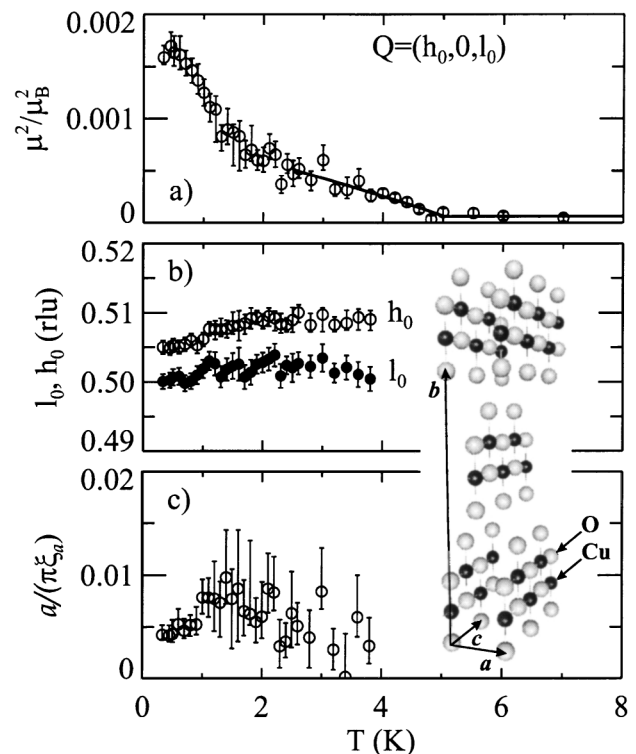 0.002
Q=(h₀,0,l₀)
μ²/μ_B²
0.001
a)
0
0.52
b)
l₀, h₀ (rlu)
0.51
h₀
0.50
l₀
0.49
b
0.02
c)
a/(πξₐ)
0.01
O
Cu
c
a
0
0 2 4 6 8
T (K)